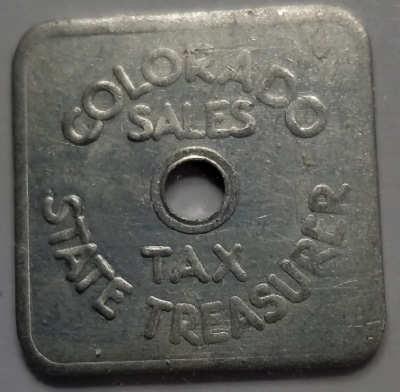 COLORADO
SALES
TAX
STATE TREASURER